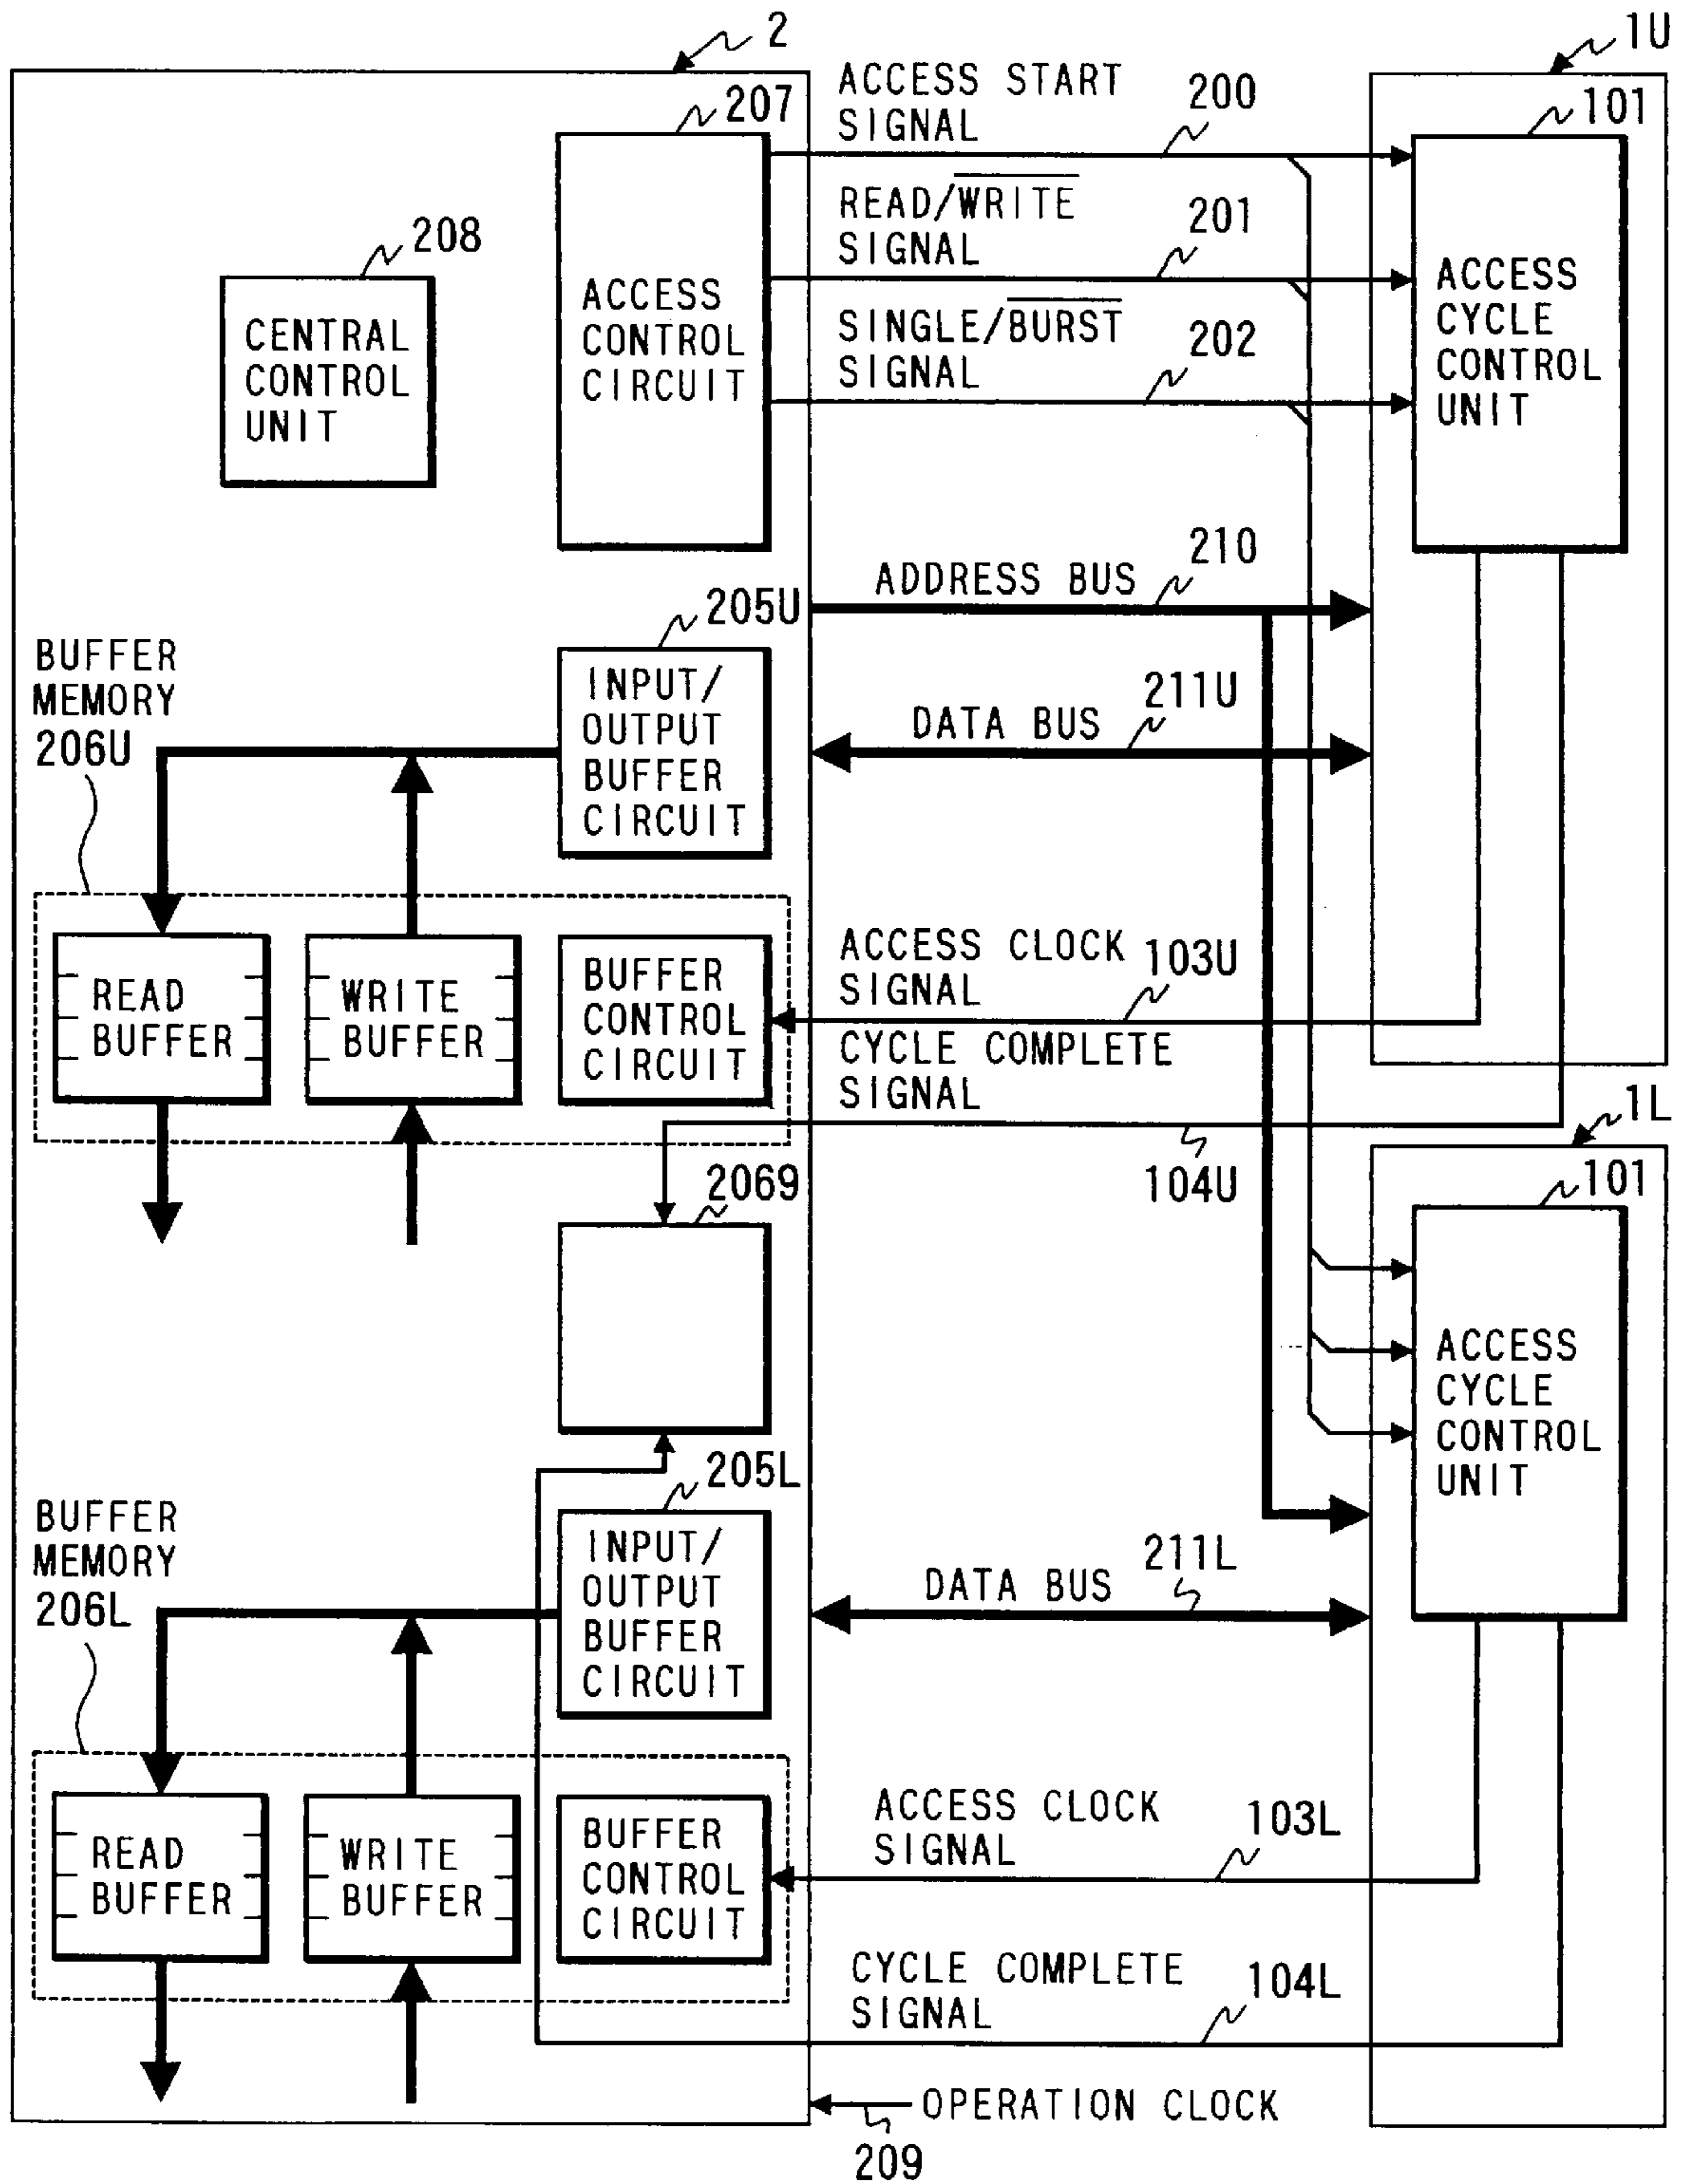 2
1U
207
ACCESS START
SIGNAL
200
101
READ/WRITE
SIGNAL
201
208
SINGLE/BURST
SIGNAL
202
CENTRAL
CONTROL
UNIT
ACCESS
CONTROL
CIRCUIT
ACCESS
CYCLE
CONTROL
UNIT
ADDRESS BUS
210
205U
BUFFER
MEMORY
206U
INPUT/
OUTPUT
BUFFER
CIRCUIT
DATA BUS
211U
READ
BUFFER
WRITE
BUFFER
BUFFER
CONTROL
CIRCUIT
ACCESS CLOCK
SIGNAL
103U
CYCLE COMPLETE
SIGNAL
104U
1L
2069
101
ACCESS
CYCLE
CONTROL
UNIT
205L
BUFFER
MEMORY
206L
INPUT/
OUTPUT
BUFFER
CIRCUIT
DATA BUS
211L
READ
BUFFER
WRITE
BUFFER
BUFFER
CONTROL
CIRCUIT
ACCESS CLOCK
SIGNAL
103L
CYCLE COMPLETE
SIGNAL
104L
OPERATION CLOCK
209